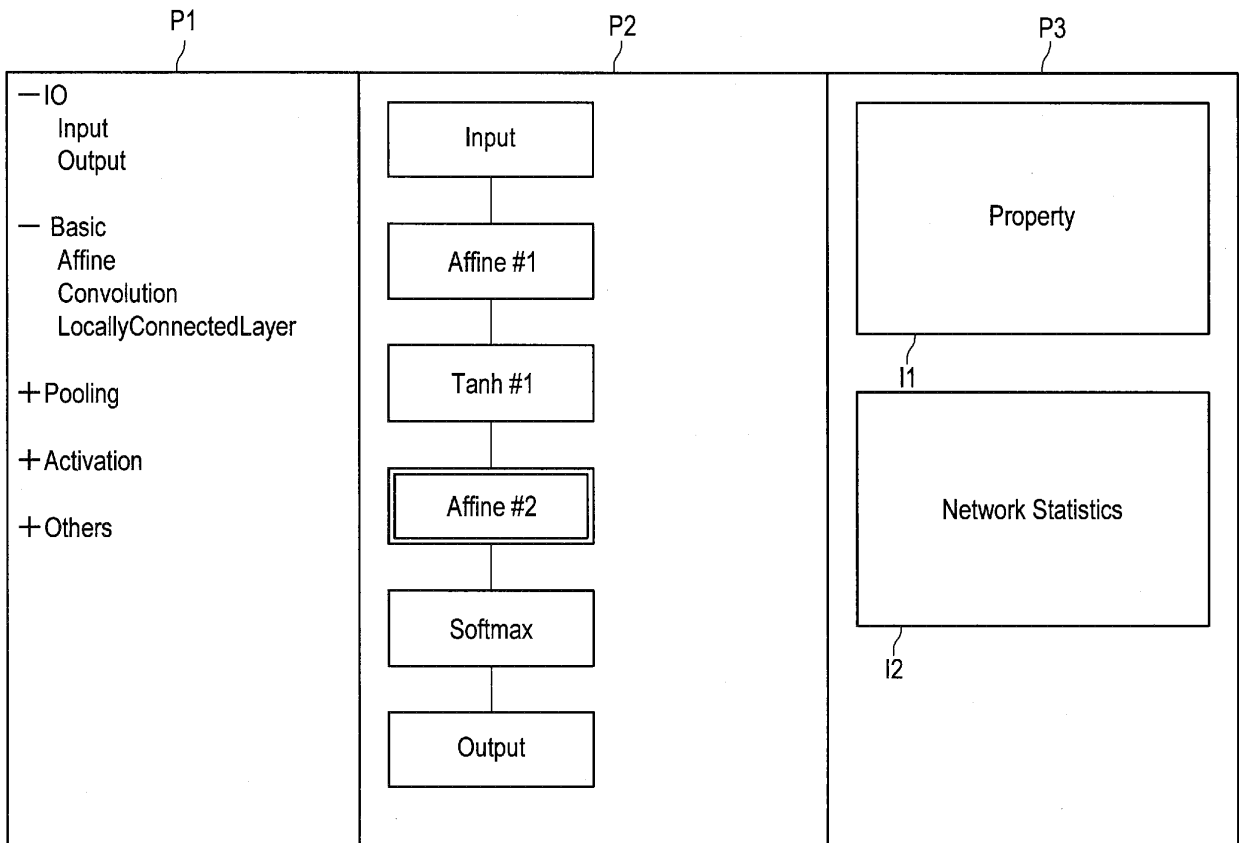 P1
P2
P3
—IO
Input
Output
— Basic
Affine
Convolution
LocallyConnectedLayer
+Pooling
+Activation
+Others
Input
Affine #1
Tanh #1
Affine #2
Softmax
Output
Property
I1
Network Statistics
I2